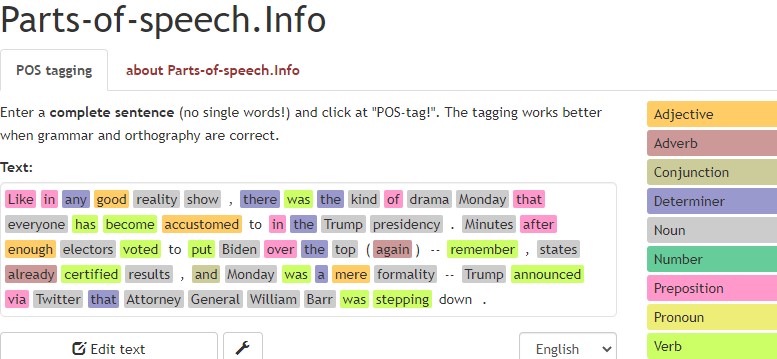 Parts-of-speech.Info
POS tagging about Parts-of-speech.Info
Enter a complete sentence (no single words!) and click at "POS-tag!". The tagging works better
when grammar and orthography are correct.
Text:
Like in any good reality show , there was the kind of drama Monday that
everyone has become accustomed to in the Trump presidency . Minutes after
enough electors voted to put Biden over the top ( again ) -- remember , states
already certified results , and Monday was a mere formality -- Trump announced
via Twitter that Attorney General William Barr was stepping down .
Edit text
English
Adjective
Adverb
Conjunction
Determiner
Noun
Number
Preposition
Pronoun
Verb